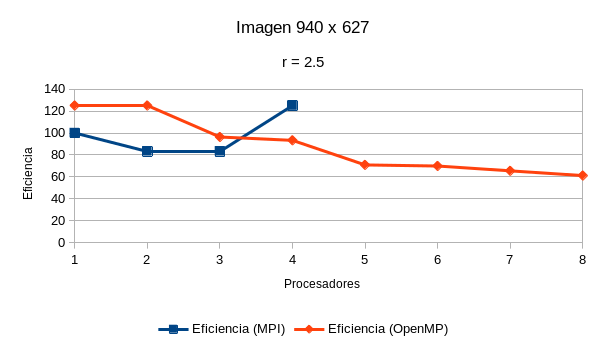 Imagen 940 x 627
r = 2.5
140
120
100
80
60
40
20
0
Eficiencia
1 2 3 4 5 6 7 8
Procesadores
Eficiencia (MPI) Eficiencia (OpenMP)